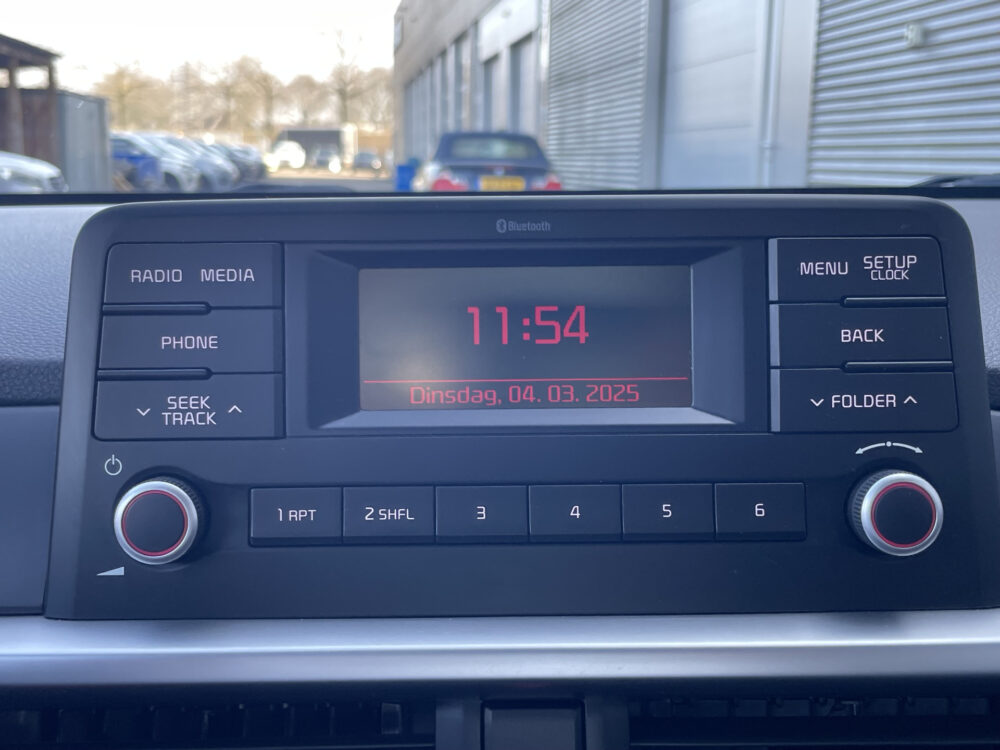 Bluetooth
RADIO MEDIA
PHONE
SEEK
TRACK
11:54
Dinsdag, 04. 03. 2025
MENU SETUP
CLOCK
BACK
FOLDER
1 RPT
2 SHFL
3
4
5
6